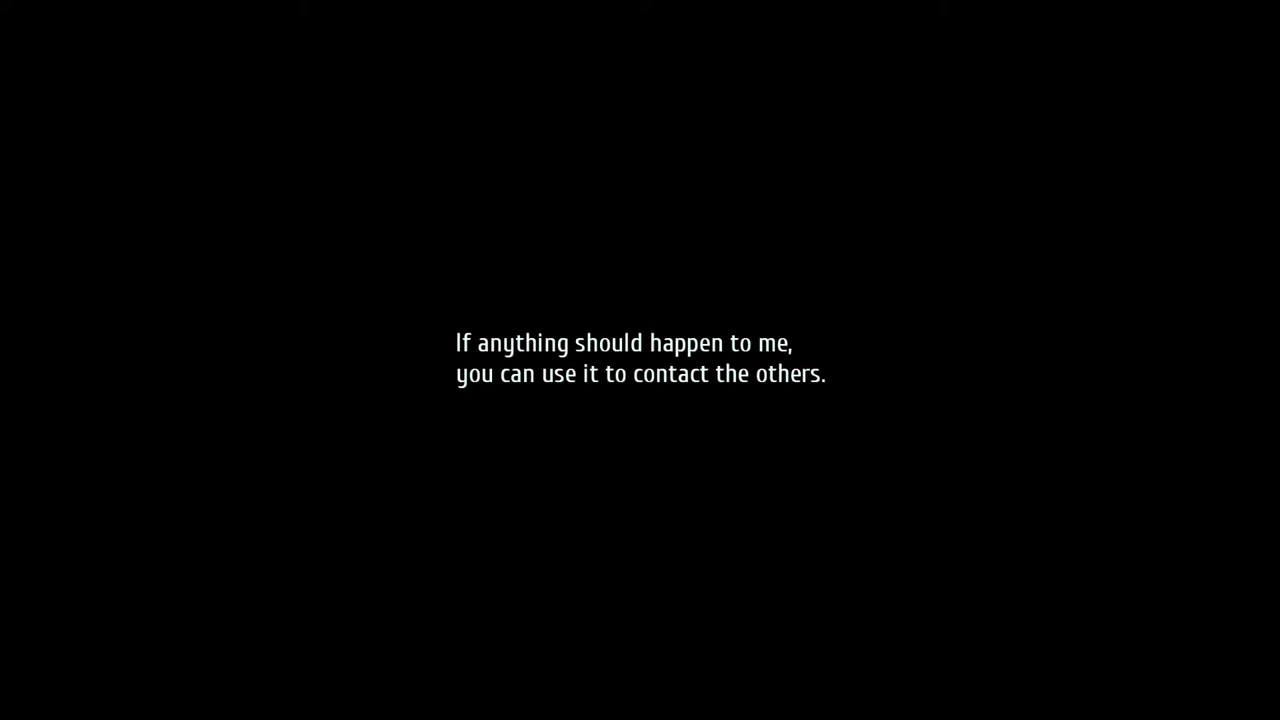 If anything should happen to me,
you can use it to contact the others.